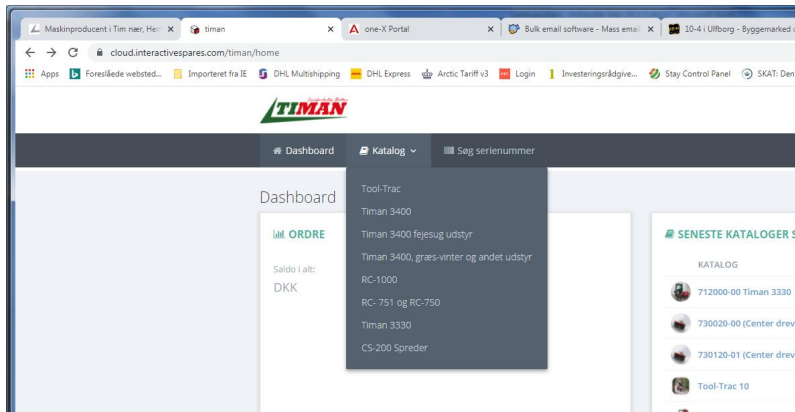 Maskinproducent i Tim nær, Her
timan
one-X Portal
Bulk email software - Mass emai
10-4 i Ulfborg - Byggemarked
cloud.interactivespares.com/timan/home
Apps
Foreslåede websted...
Importeret fra IE
DHL Multishipping
DHL Express
Arctic Tariff v3
Login
Investeringsrådgive...
Stay Control Panel
SKAT: Den
TIMAN
Dashboard
Katalog
Søg serienummer
Dashboard
Tool-Trac
Timan 3400
Timan 3400 fejesug udstyr
Timan 3400, græs-vinter og andet udstyr
RC-1000
RC- 751 og RC-750
Timan 3330
CS-200 Spreder
ORDRE
Saldo i alt:
DKK
SENESTE KATALOGER S
KATALOG
712000-00 Timan 3330
730020-00 (Center drev
730120-01 (Center drev
Tool-Trac 10